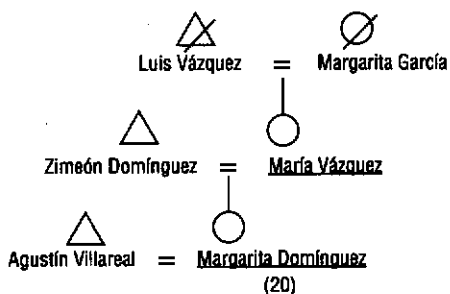 Luis Vázquez = Margarita García
Zimeón Domínguez = María Vázquez
Agustín Villareal = Margarita Domínguez
(20)